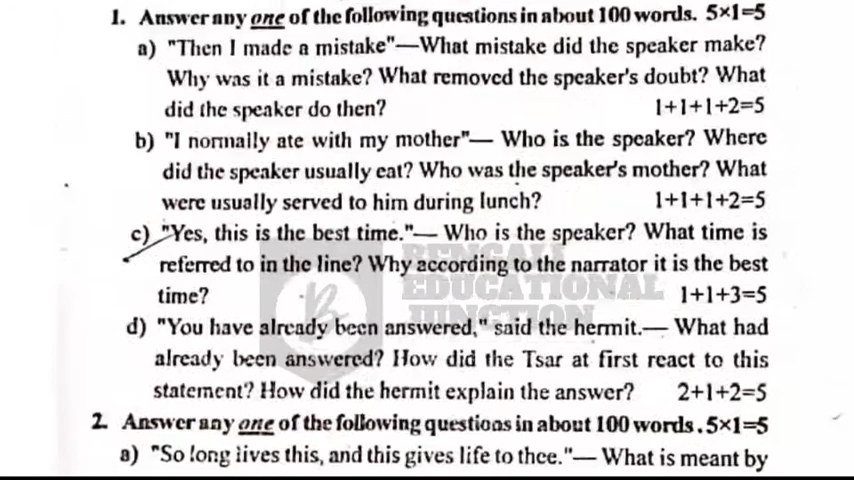 1. Answer any one of the following questions in about 100 words. 5×1=5
a) "Then I made a mistake"—What mistake did the speaker make?
Why was it a mistake? What removed the speaker's doubt? What
did the speaker do then? 1+1+1+2=5
b) "I normally ate with my mother"— Who is the speaker? Where
did the speaker usually eat? Who was the speaker's mother? What
were usually served to him during lunch? 1+1+1+2=5
c) "Yes, this is the best time."— Who is the speaker? What time is
referred to in the line? Why according to the narrator it is the best
time? 1+1+3=5
d) "You have already been answered," said the hermit.— What had
already been answered? How did the Tsar at first react to this
statement? How did the hermit explain the answer? 2+1+2=5
2. Answer any one of the following questions in about 100 words. 5×1=5
a) "So long lives this, and this gives life to thee."— What is meant by
BENGALI
EDUCATIONAL
JUNCTION